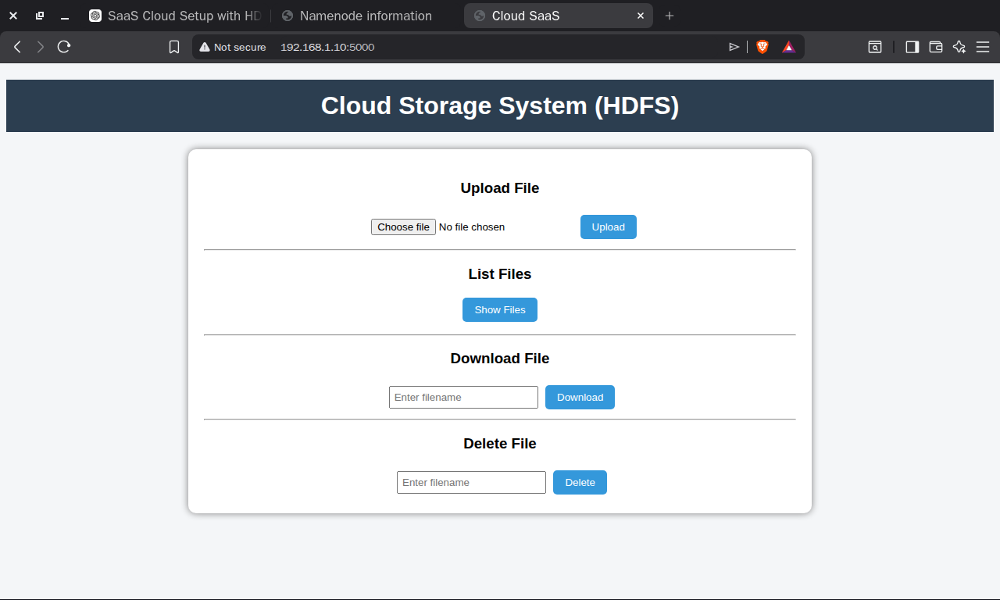 SaaS Cloud Setup with HD
Namenode information
Cloud SaaS
Not secure 192.168.1.10:5000
Cloud Storage System (HDFS)
Upload File
Choose file No file chosen Upload
List Files
Show Files
Download File
Enter filename Download
Delete File
Enter filename Delete